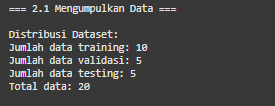 === 2.1 Mengumpulkan Data ===
Distribusi Dataset:
Jumlah data training: 10
Jumlah data validasi: 5
Jumlah data testing: 5
Total data: 20